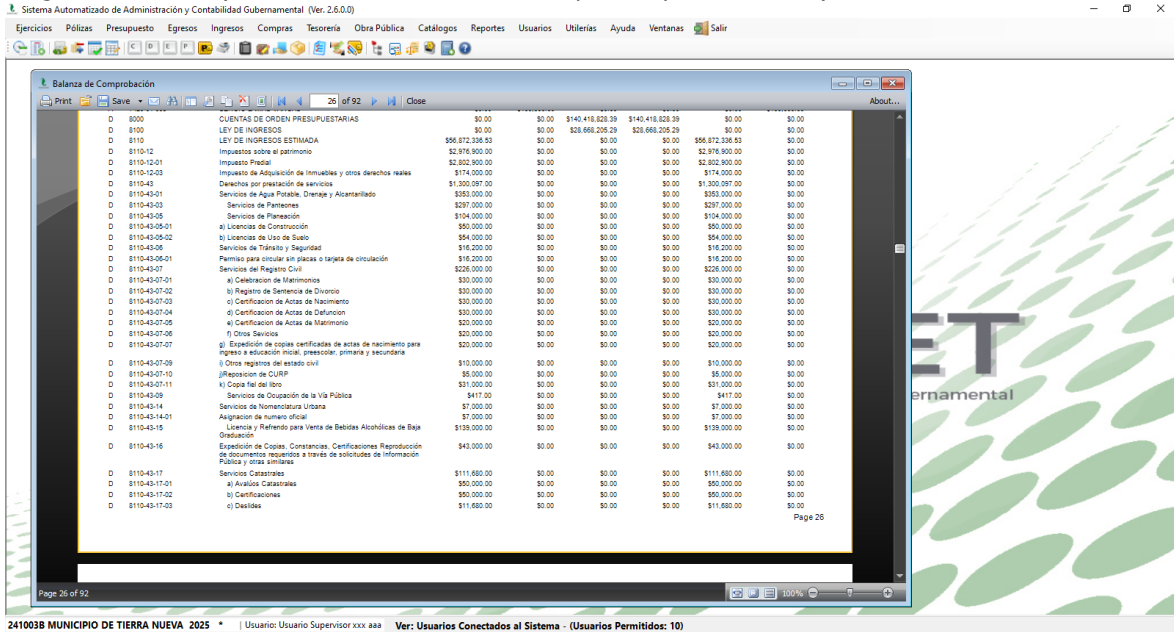 Sistema Automatizado de Administración y Contabilidad Gubernamental (Ver. 2.6.0.0)
Ejercicios Pólizas Presupuesto Egresos Ingresos Compras Tesorería Obra Pública Catálogos Reportes Usuarios Utilerías Ayuda Ventanas Salir
Balanza de Comprobación
Print Save 26 of 92 Close About...
D 8000 CUENTAS DE ORDEN PRESUPUESTARIAS $0.00 $0.00 $140,418,828.39 $140,418,828.39 $0.00 $0.00
D 8100 LEY DE INGRESOS $0.00 $0.00 $28,668,205.29 $28,668,205.29 $0.00 $0.00
D 8110 LEY DE INGRESOS ESTIMADA $56,872,336.53 $0.00 $0.00 $0.00 $56,872,336.53 $0.00
D 8110-12 Impuestos sobre el patrimonio $2,976,900.00 $0.00 $0.00 $0.00 $2,976,900.00 $0.00
D 8110-12-01 Impuesto Predial $2,802,900.00 $0.00 $0.00 $0.00 $2,802,900.00 $0.00
D 8110-12-03 Impuesto de Adquisición de Inmuebles y otros derechos reales $174,000.00 $0.00 $0.00 $0.00 $174,000.00 $0.00
D 8110-43 Derechos por prestación de servicios $1,300,097.00 $0.00 $0.00 $0.00 $1,300,097.00 $0.00
D 8110-43-01 Servicios de Agua Potable, Drenaje y Alcantarillado $353,000.00 $0.00 $0.00 $0.00 $353,000.00 $0.00
D 8110-43-03 Servicios de Panteones $297,000.00 $0.00 $0.00 $0.00 $297,000.00 $0.00
D 8110-43-05 Servicios de Planeación $104,000.00 $0.00 $0.00 $0.00 $104,000.00 $0.00
D 8110-43-05-01 a) Licencias de Construcción $50,000.00 $0.00 $0.00 $0.00 $50,000.00 $0.00
D 8110-43-05-02 b) Licencias de Uso de Suelo $54,000.00 $0.00 $0.00 $0.00 $54,000.00 $0.00
D 8110-43-06 Servicios de Tránsito y Seguridad $16,200.00 $0.00 $0.00 $0.00 $16,200.00 $0.00
D 8110-43-06-01 Permiso para circular sin placas o tarjeta de circulación $16,200.00 $0.00 $0.00 $0.00 $16,200.00 $0.00
D 8110-43-07 Servicios del Registro Civil $226,000.00 $0.00 $0.00 $0.00 $226,000.00 $0.00
D 8110-43-07-01 a) Celebracion de Matrimonios $30,000.00 $0.00 $0.00 $0.00 $30,000.00 $0.00
D 8110-43-07-02 b) Registro de Sentencia de Divorcio $30,000.00 $0.00 $0.00 $0.00 $30,000.00 $0.00
D 8110-43-07-03 c) Certificacion de Actas de Nacimiento $30,000.00 $0.00 $0.00 $0.00 $30,000.00 $0.00
D 8110-43-07-04 d) Certificacion de Actas de Defuncion $30,000.00 $0.00 $0.00 $0.00 $30,000.00 $0.00
D 8110-43-07-05 e) Certificacion de Actas de Matrimonio $20,000.00 $0.00 $0.00 $0.00 $20,000.00 $0.00
D 8110-43-07-06 f) Otros Sevicios $20,000.00 $0.00 $0.00 $0.00 $20,000.00 $0.00
D 8110-43-07-07 g) Expedición de copias certificadas de actas de nacimiento para $20,000.00 $0.00 $0.00 $0.00 $20,000.00 $0.00
ingreso a educación inicial, preescolar, primaria y secundaria
D 8110-43-07-09 i) Otros registros del estado civil $10,000.00 $0.00 $0.00 $0.00 $10,000.00 $0.00
D 8110-43-07-10 j)Reposicion de CURP $5,000.00 $0.00 $0.00 $0.00 $5,000.00 $0.00
D 8110-43-07-11 k) Copia fiel del libro $31,000.00 $0.00 $0.00 $0.00 $31,000.00 $0.00
D 8110-43-09 Servicios de Ocupación de la Vía Pública $417.00 $0.00 $0.00 $0.00 $417.00 $0.00
D 8110-43-14 Servicios de Nomenclatura Urbana $7,000.00 $0.00 $0.00 $0.00 $7,000.00 $0.00
D 8110-43-14-01 Asignacion de numero oficial $7,000.00 $0.00 $0.00 $0.00 $7,000.00 $0.00
D 8110-43-15 Licencia y Refrendo para Venta de Bebidas Alcohólicas de Baja $139,000.00 $0.00 $0.00 $0.00 $139,000.00 $0.00
Graduación
D 8110-43-16 Expedición de Copias, Constancias, Certificaciones Reproducción $43,000.00 $0.00 $0.00 $0.00 $43,000.00 $0.00
de documentos requeridos a través de solicitudes de Información
Pública y otras similares
D 8110-43-17 Servicios Catastrales $111,680.00 $0.00 $0.00 $0.00 $111,680.00 $0.00
D 8110-43-17-01 a) Avalúos Catastrales $50,000.00 $0.00 $0.00 $0.00 $50,000.00 $0.00
D 8110-43-17-02 b) Certificaciones $50,000.00 $0.00 $0.00 $0.00 $50,000.00 $0.00
D 8110-43-17-03 c) Deslides $11,680.00 $0.00 $0.00 $0.00 $11,680.00 $0.00
Page 26
ET
ernamental
Page 26 of 92 100%
241003B MUNICIPIO DE TIERRA NUEVA 2025 * | Usuario: Usuario Supervisor xxx aaa Ver: Usuarios Conectados al Sistema - (Usuarios Permitidos: 10)